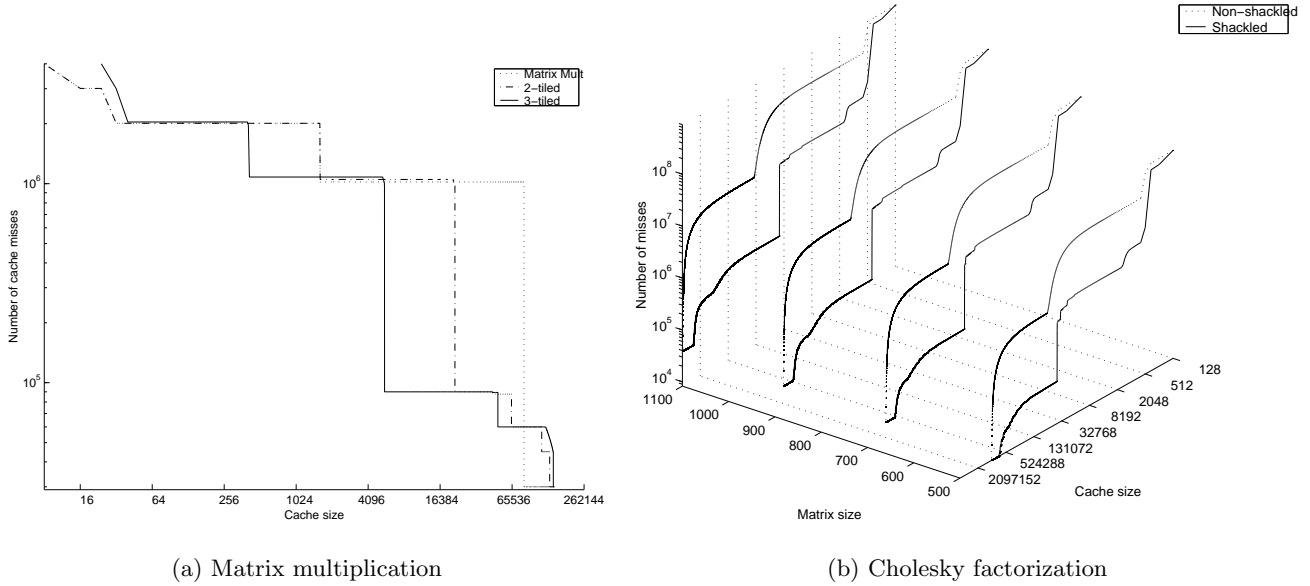 Matrix Mult
2-tiled
3-tiled
Number of cache misses
10^6
10^5
16
64
256
1024
4096
16384
65536
262144
Cache size
(a) Matrix multiplication
Non-shackled
Shackled
Number of misses
10^8
10^7
10^6
10^5
10^4
1100
1000
900
800
700
600
500
Matrix size
128
512
2048
8192
32768
131072
524288
2097152
Cache size
(b) Cholesky factorization